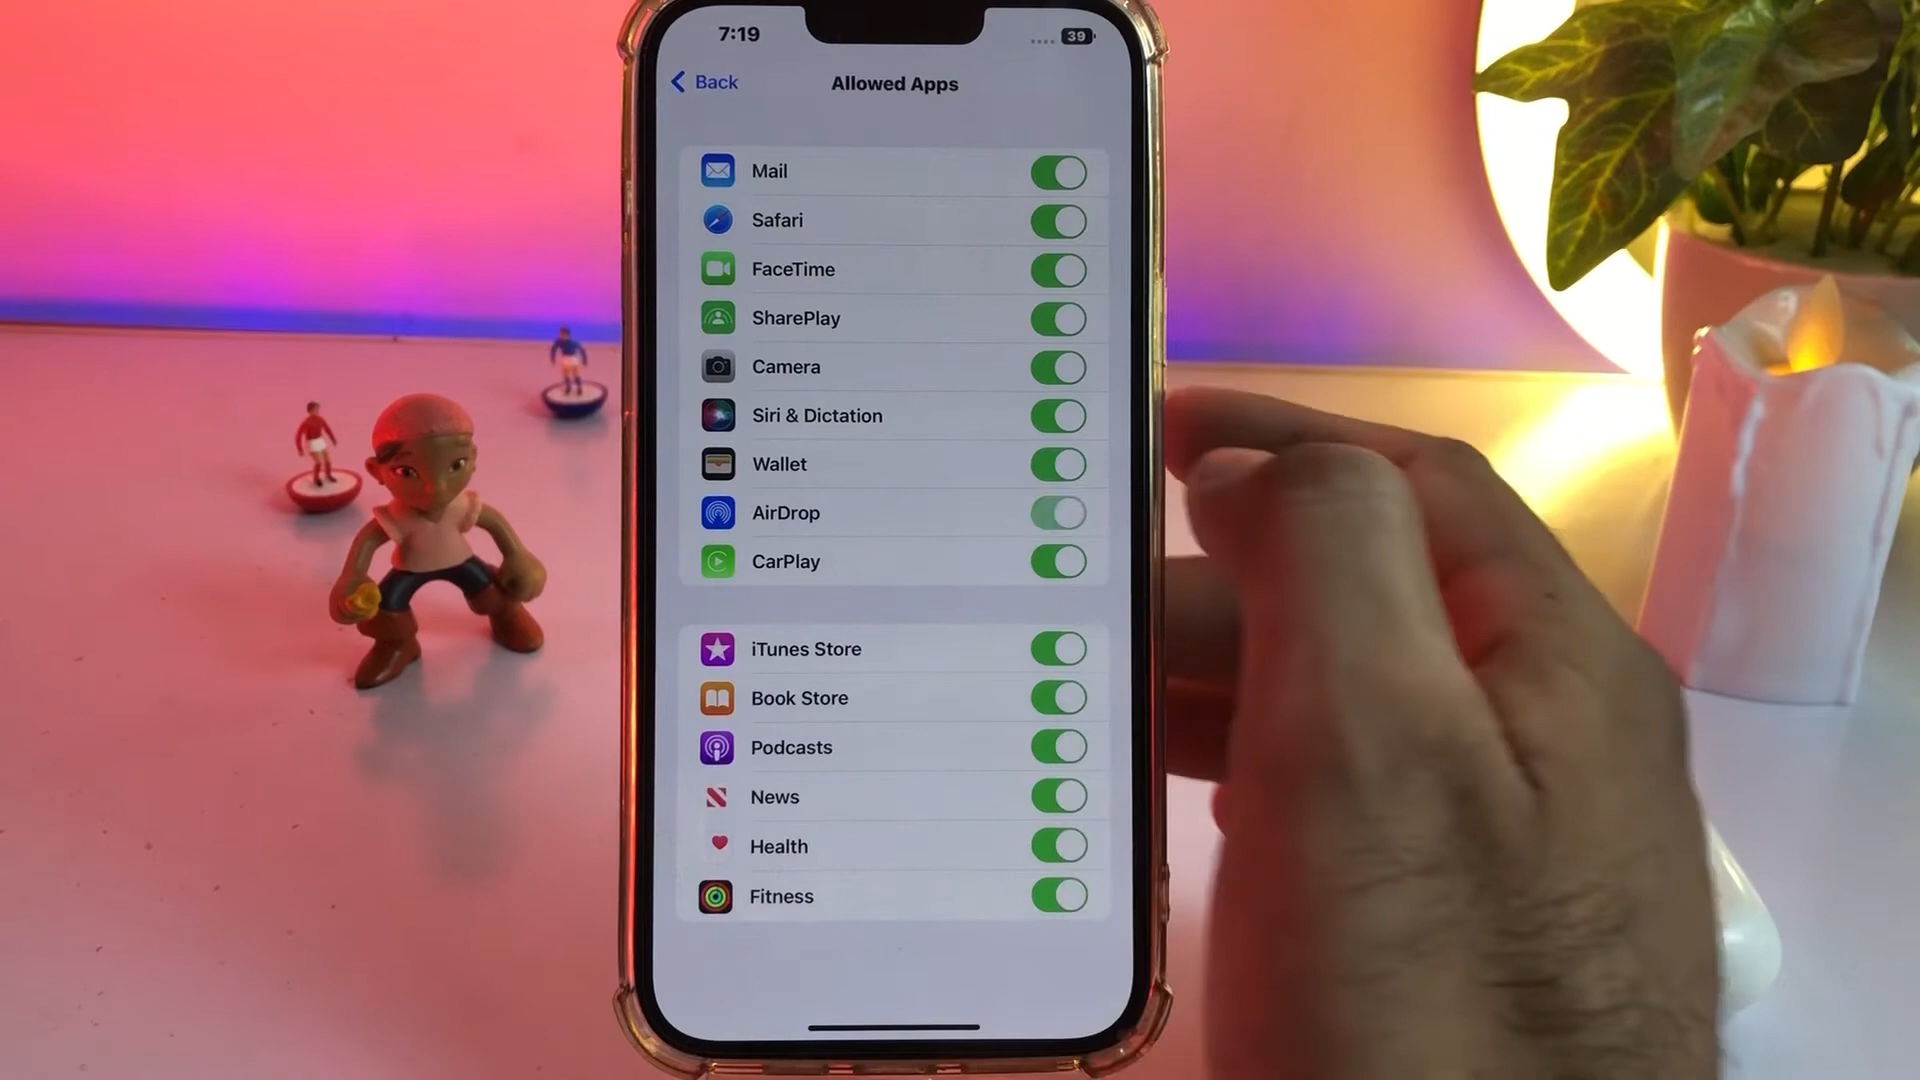 7:19
39
Back
Allowed Apps
Mail
Safari
FaceTime
SharePlay
Camera
Siri & Dictation
Wallet
AirDrop
CarPlay
iTunes Store
Book Store
Podcasts
News
Health
Fitness